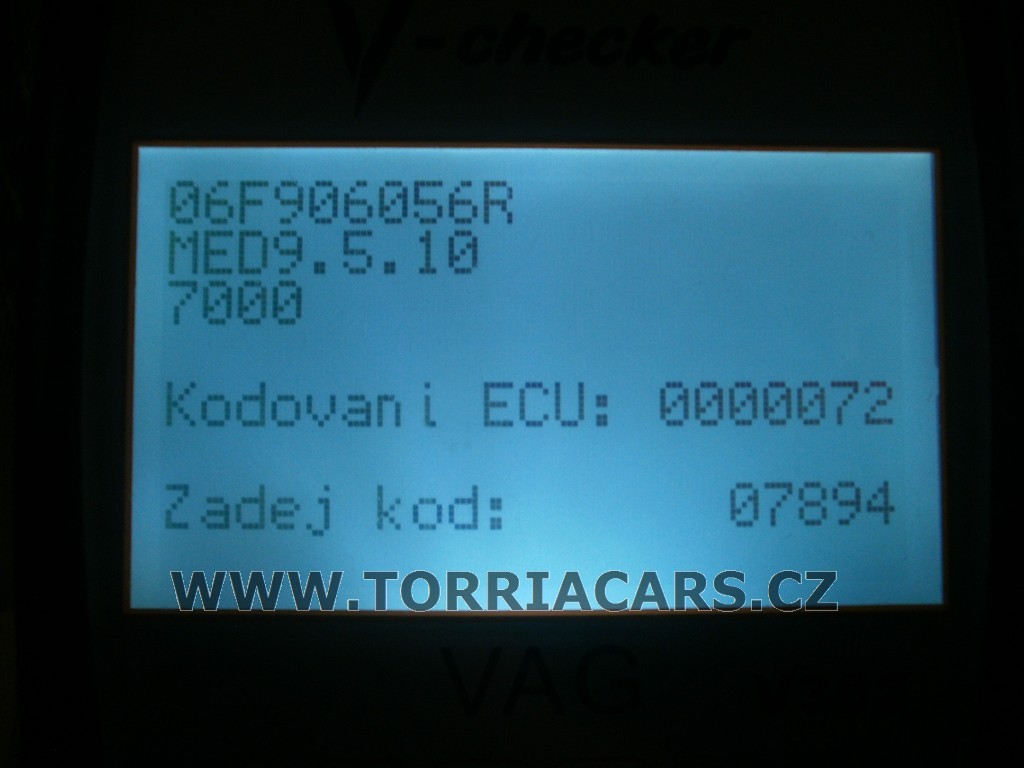 V-checker
06F906056R
MED9.5.10
7000
Kodovani ECU: 0000072
Zadej kod: 07894
WWW.TORRIACARS.CZ
VAG